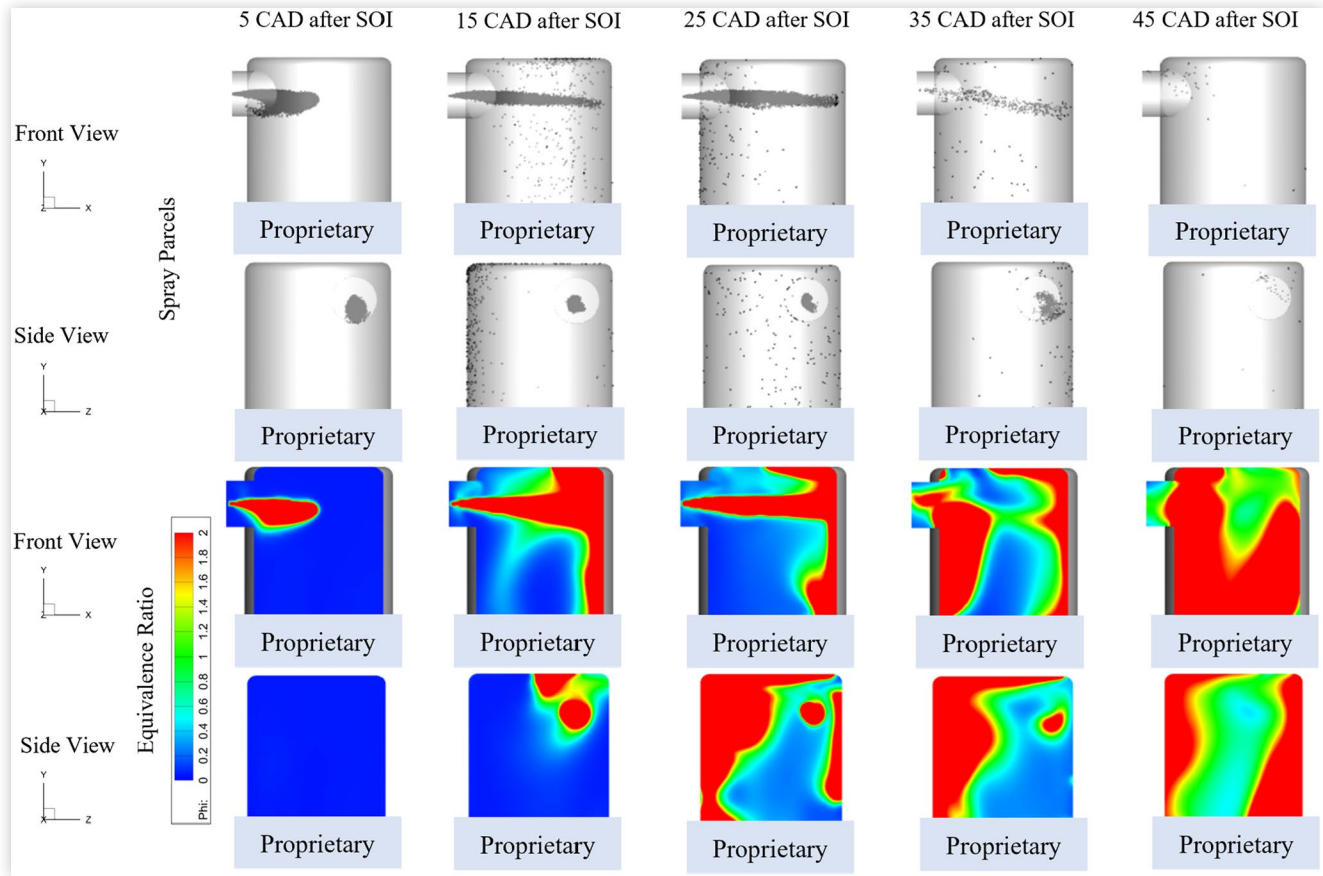 5 CAD after SOI 15 CAD after SOI 25 CAD after SOI 35 CAD after SOI 45 CAD after SOI
Front View
Y
Z X
Spray Parcels
Proprietary Proprietary Proprietary Proprietary Proprietary
Side View
Y
X Z
Proprietary Proprietary Proprietary Proprietary Proprietary
Front View
Y
Z X
Equivalence Ratio
Phi: 0 0.2 0.4 0.6 0.8 1 1.2 1.4 1.6 1.8 2
Proprietary Proprietary Proprietary Proprietary Proprietary
Side View
Y
X Z
Proprietary Proprietary Proprietary Proprietary Proprietary